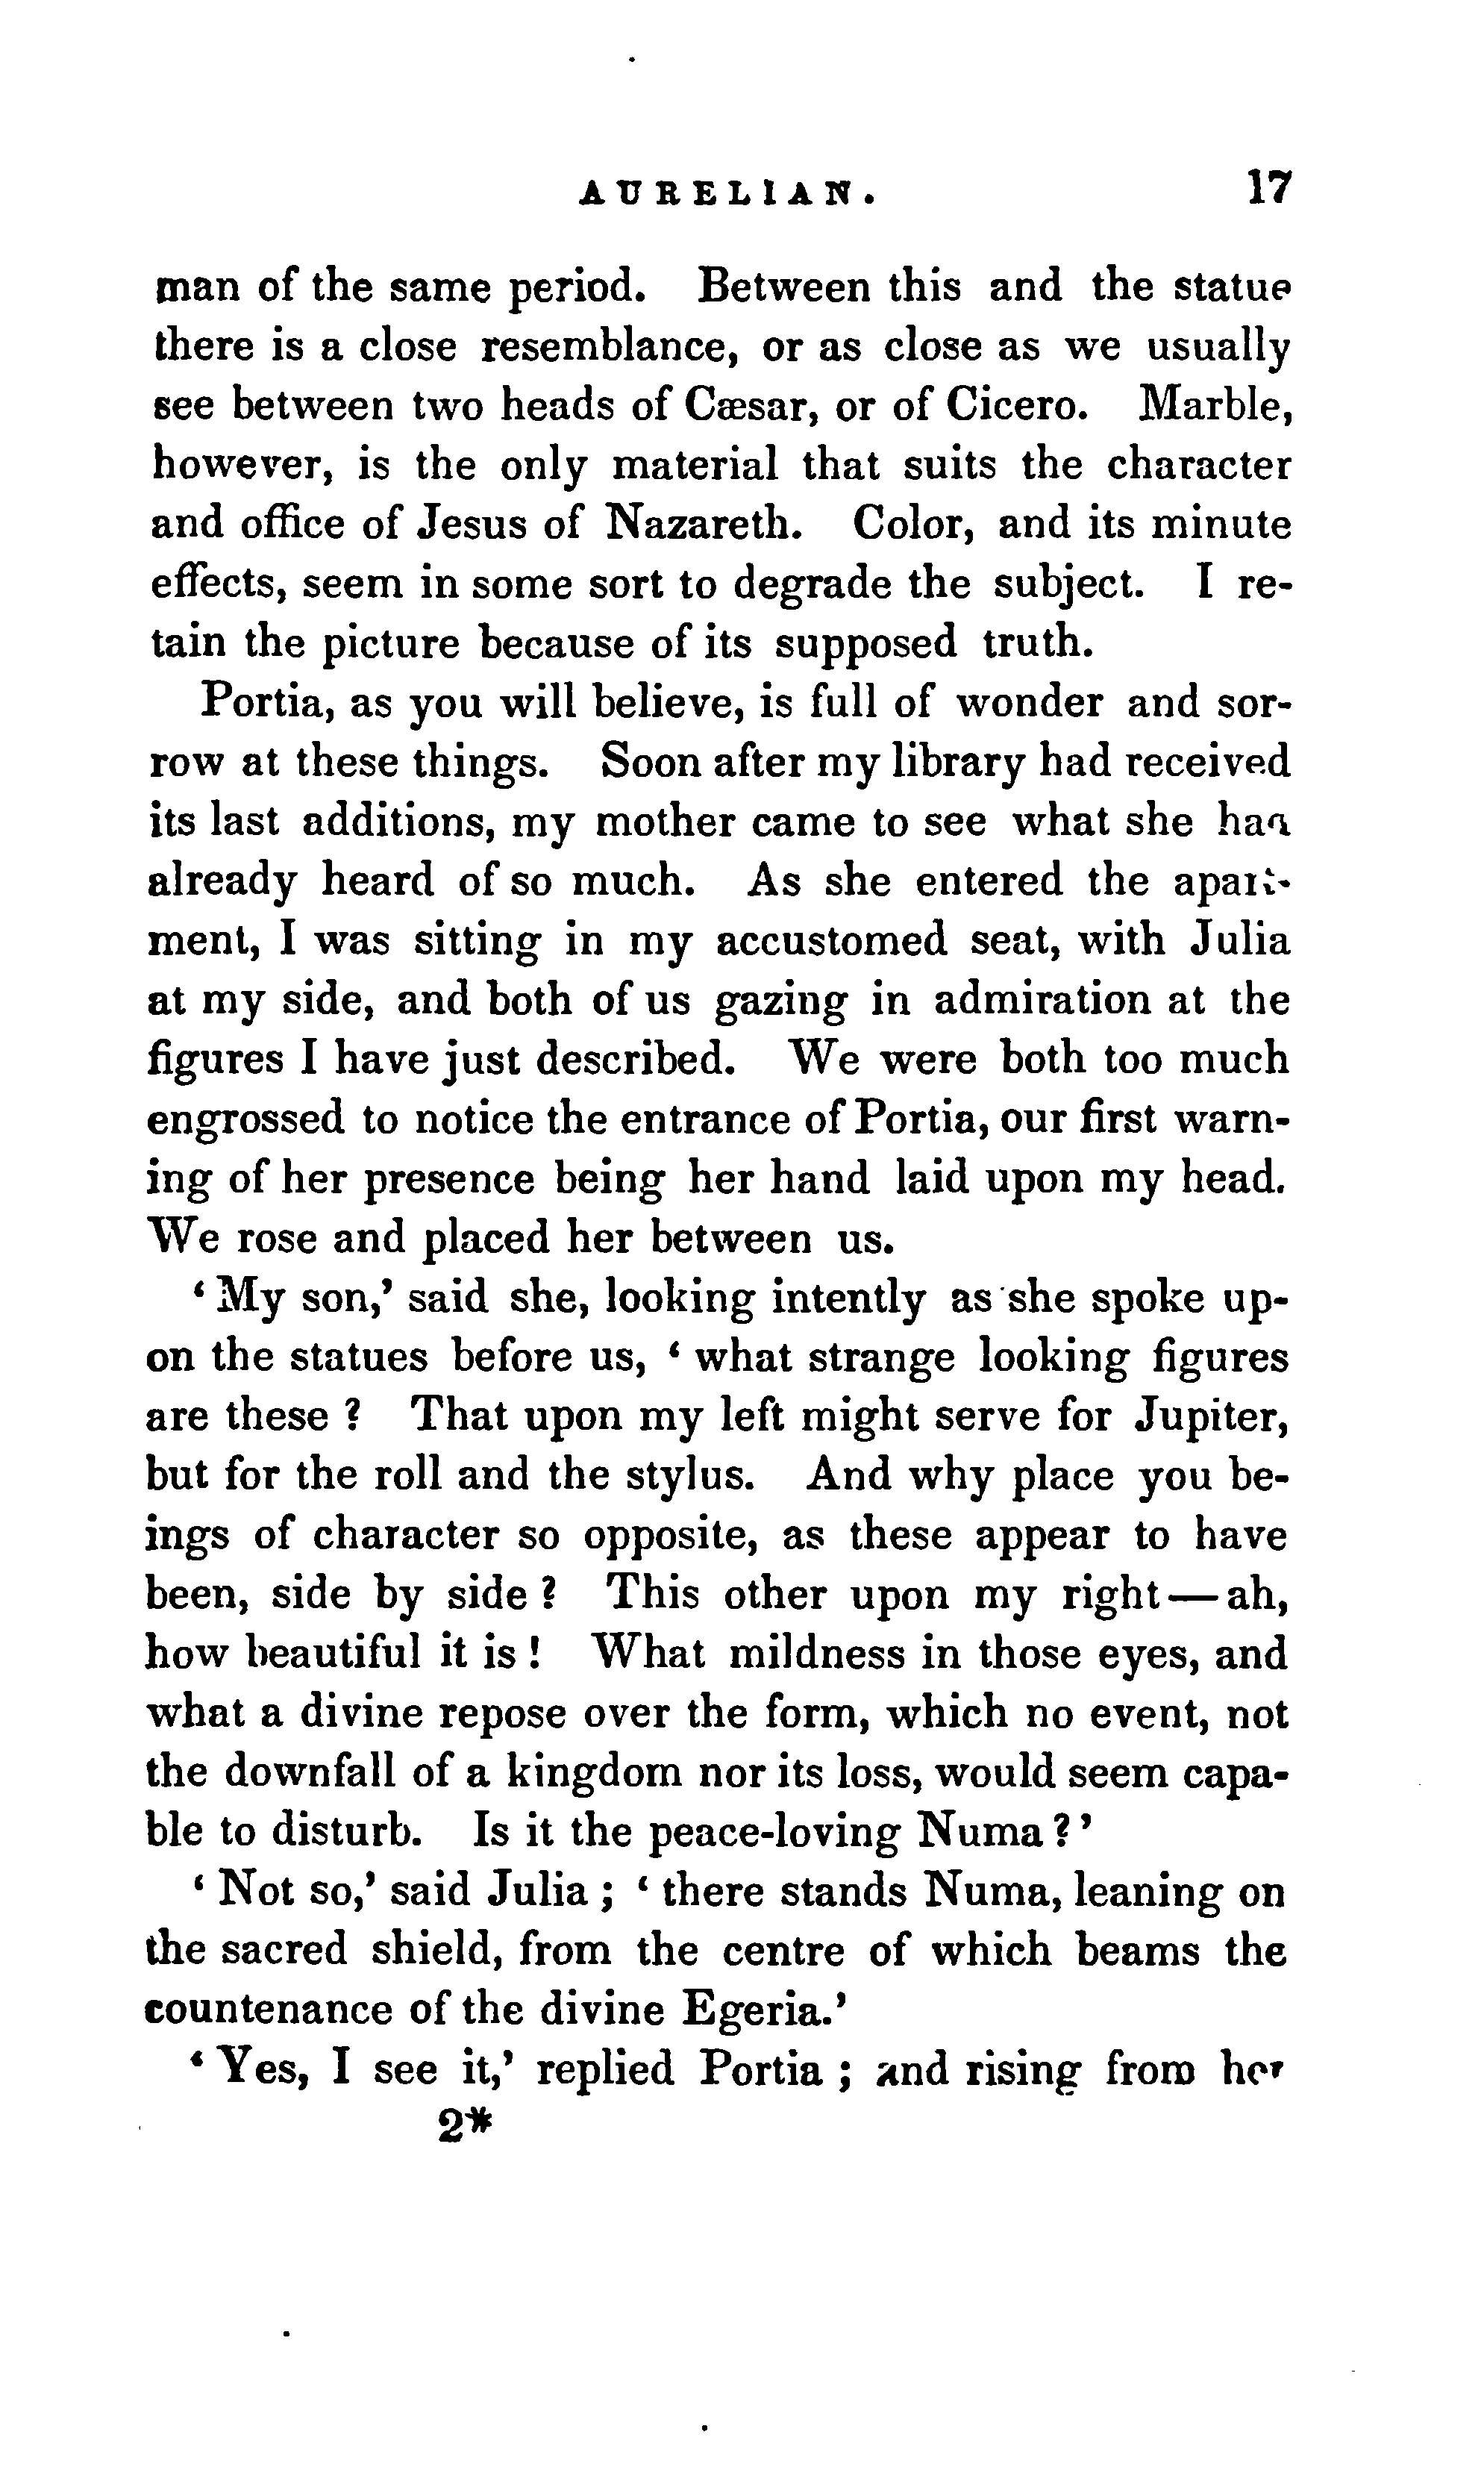 AURELIAN. 17
man of the same period. Between this and the statue
there is a close resemblance, or as close as we usually
see between two heads of Cæsar, or of Cicero. Marble,
however, is the only material that suits the character
and office of Jesus of Nazareth. Color, and its minute
effects, seem in some sort to degrade the subject. I re-
tain the picture because of its supposed truth.
Portia, as you will believe, is full of wonder and sor-
row at these things. Soon after my library had received
its last additions, my mother came to see what she had
already heard of so much. As she entered the apart-
ment, I was sitting in my accustomed seat, with Julia
at my side, and both of us gazing in admiration at the
figures I have just described. We were both too much
engrossed to notice the entrance of Portia, our first warn-
ing of her presence being her hand laid upon my head.
We rose and placed her between us.
‘My son,’ said she, looking intently as she spoke up-
on the statues before us, ‘what strange looking figures
are these? That upon my left might serve for Jupiter,
but for the roll and the stylus. And why place you be-
ings of character so opposite, as these appear to have
been, side by side? This other upon my right—ah,
how beautiful it is! What mildness in those eyes, and
what a divine repose over the form, which no event, not
the downfall of a kingdom nor its loss, would seem capa-
ble to disturb. Is it the peace-loving Numa?’
‘Not so,’ said Julia; ‘there stands Numa, leaning on
the sacred shield, from the centre of which beams the
countenance of the divine Egeria.’
‘Yes, I see it,’ replied Portia; and rising from her
2*